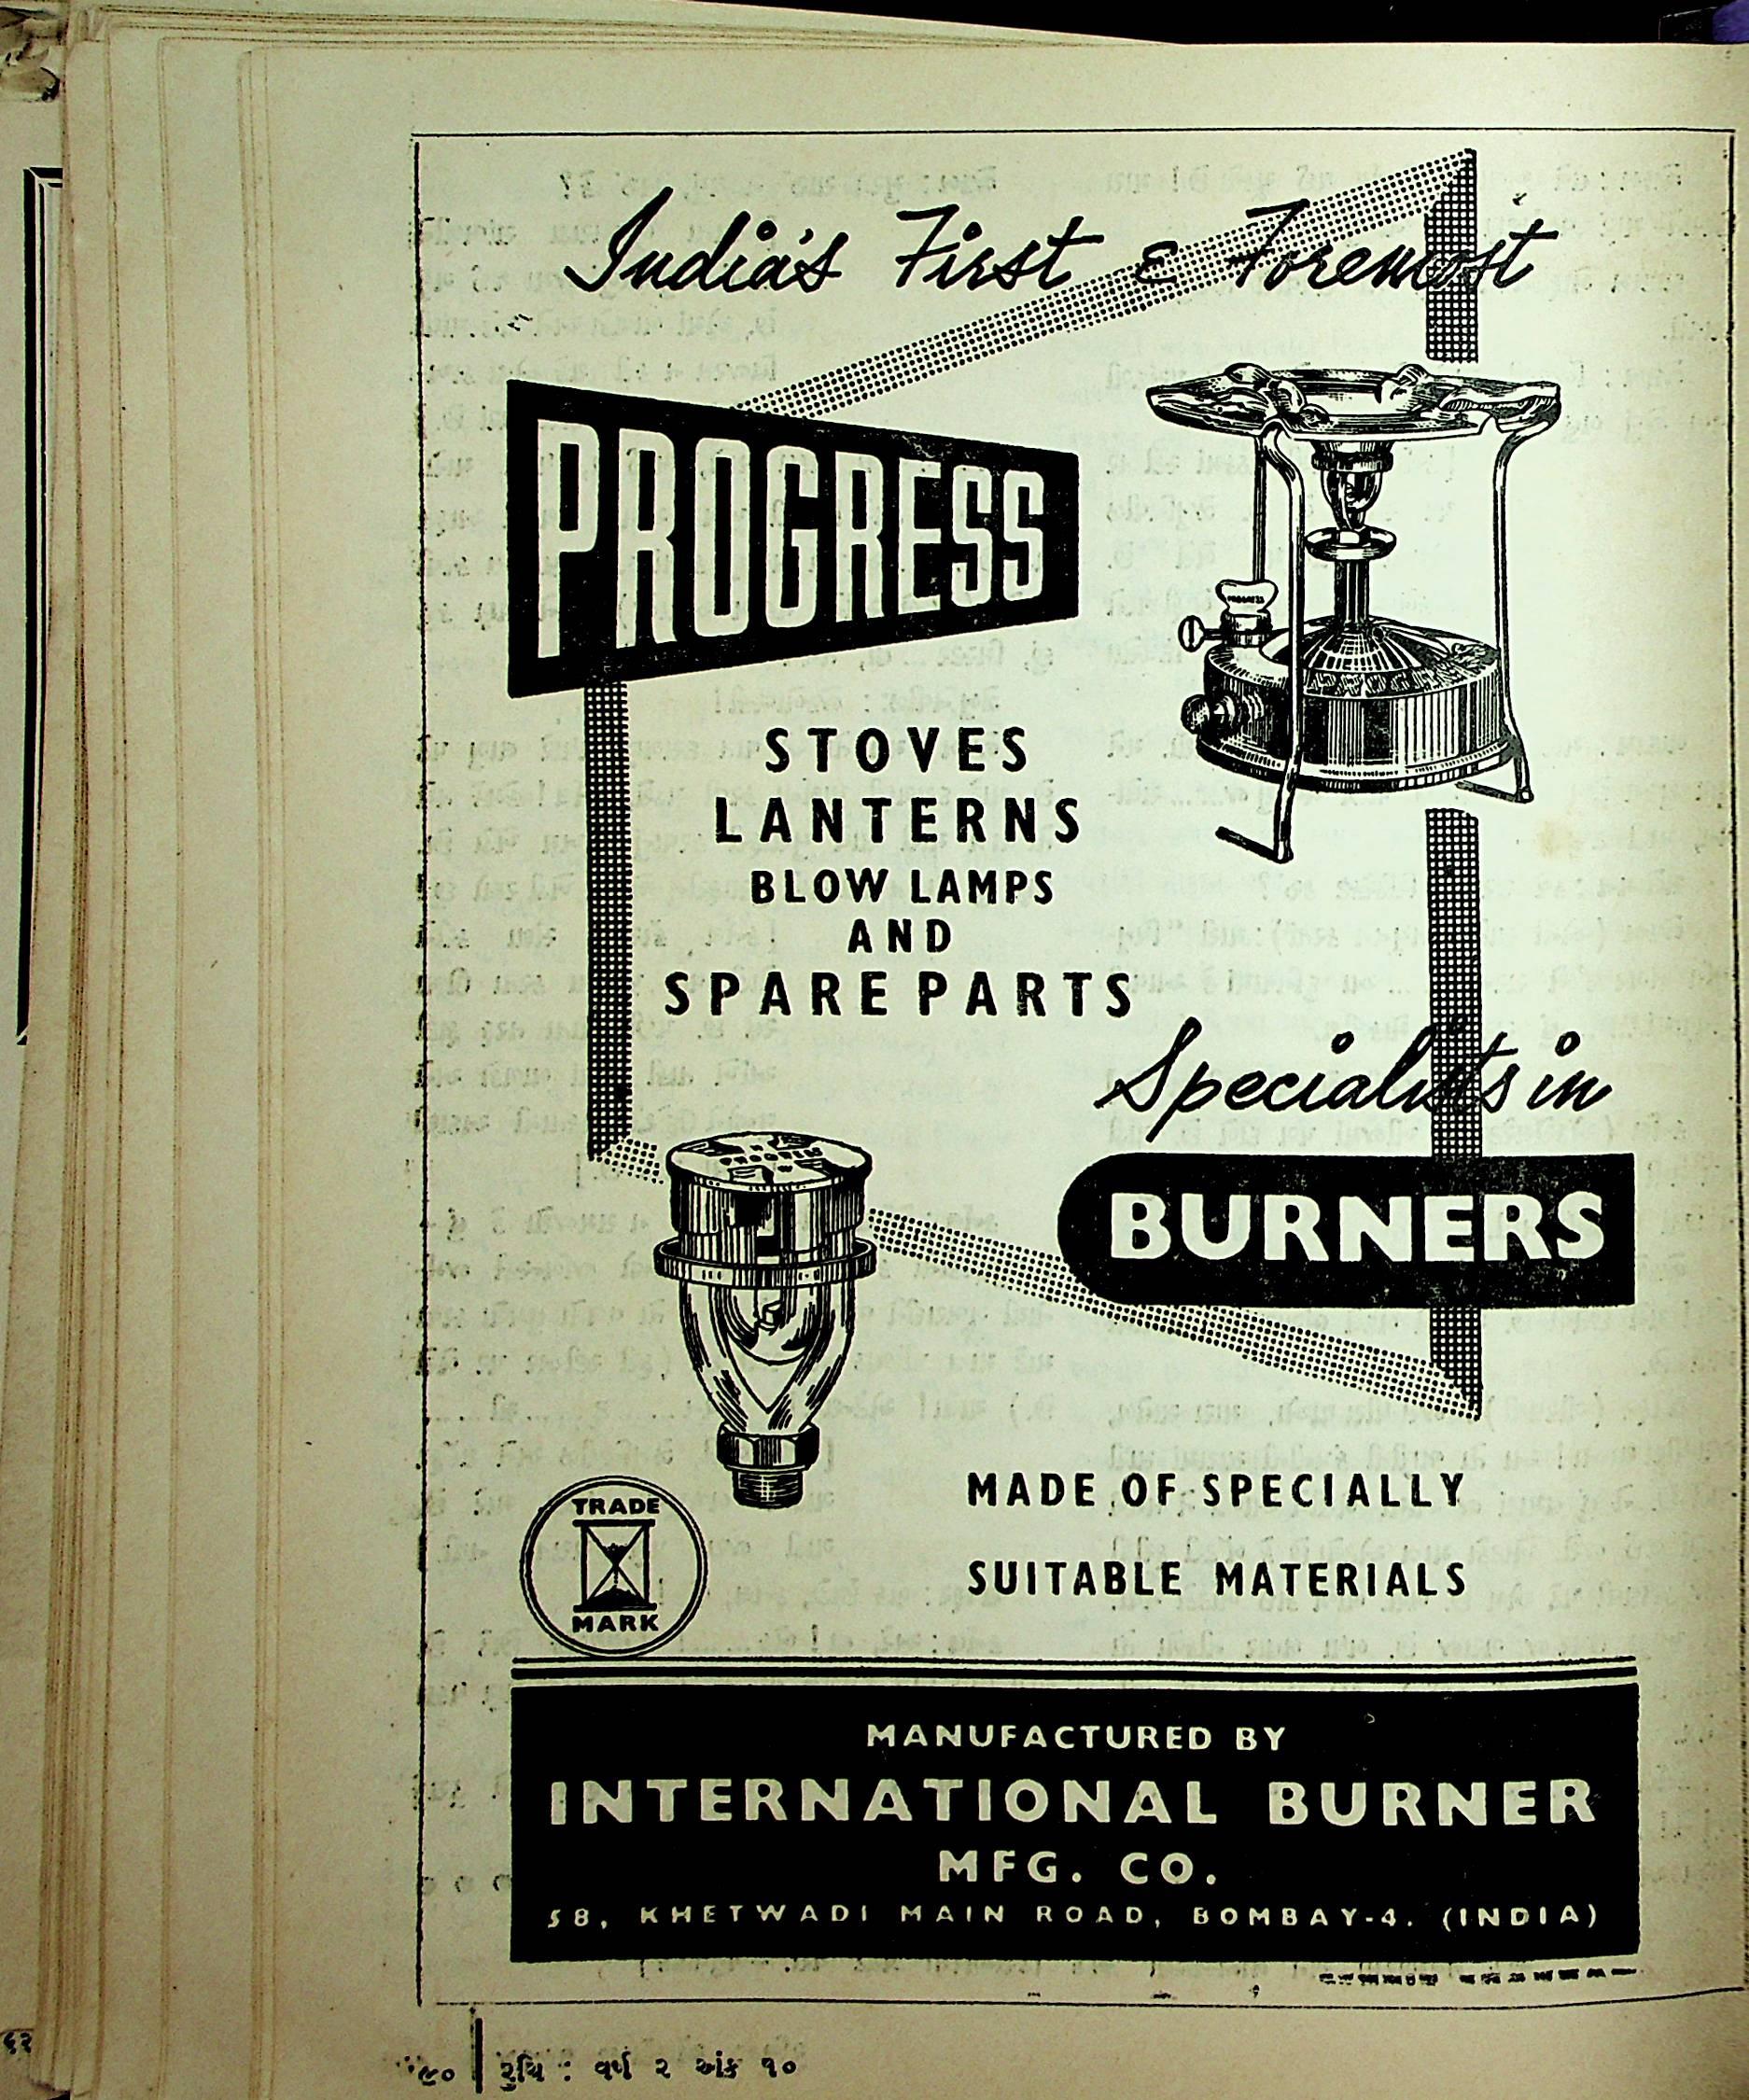 India's First & Foremost
PROGRESS
STOVES
LANTERNS
BLOW LAMPS
AND
SPARE PARTS
Specialists in
BURNERS
MADE OF SPECIALLY
SUITABLE MATERIALS
TRADE
MARK
MANUFACTURED BY
INTERNATIONAL BURNER
MFG. CO.
58, KHETWADI MAIN ROAD, BOMBAY-4. (INDIA)
૯૦ | રુચિ : વર્ષ ૨ અંક ૧૦